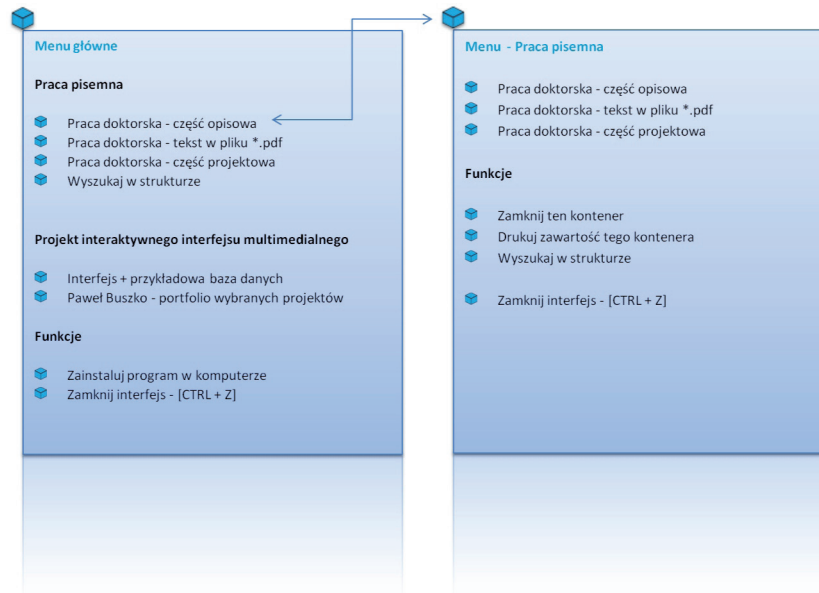 Menu główne
Praca pisemna
Praca doktorska - część opisowa
Praca doktorska - tekst w pliku *.pdf
Praca doktorska - część projektowa
Wyszukaj w strukturze
Projekt interaktywnego interfejsu multimedialnego
Interfejs + przykładowa baza danych
Paweł Buszko - portfolio wybranych projektów
Funkcje
Zainstaluj program w komputerze
Zamknij interfejs - [CTRL + Z]
Menu - Praca pisemna
Praca doktorska - część opisowa
Praca doktorska - tekst w pliku *.pdf
Praca doktorska - część projektowa
Funkcje
Zamknij ten kontener
Drukuj zawartość tego kontenera
Wyszukaj w strukturze
Zamknij interfejs - [CTRL + Z]